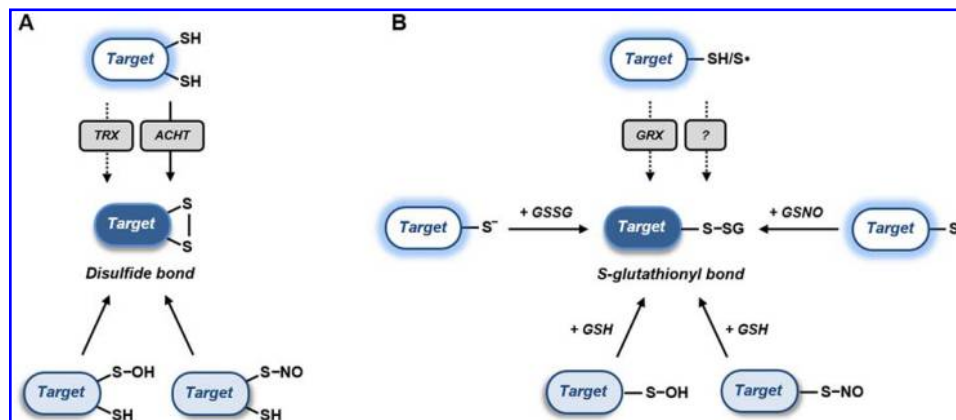 A
Target
SH
SH
TRX
ACHT
Target
S
S
Disulfide bond
Target
S-OH
SH
Target
S-NO
SH
B
Target
SH/S•
GRX
?
Target
S⁻
+ GSSG
Target
S-SG
+ GSNO
Target
S
S-glutathionyl bond
+ GSH
+ GSH
Target
S-OH
Target
S-NO